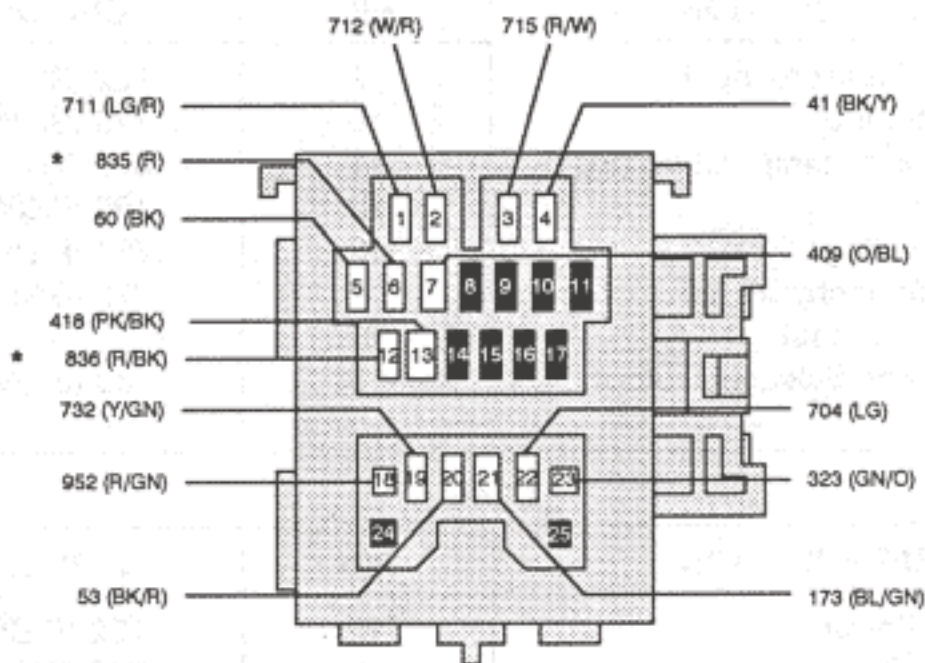 712 (W/R)
715 (R/W)
711 (LG/R)
41 (BK/Y)
* 835 (R)
60 (BK)
409 (O/BL)
418 (PK/BK)
* 836 (R/BK)
732 (Y/GN)
704 (LG)
952 (R/GN)
323 (GN/O)
53 (BK/R)
173 (BL/GN)
1 2 3 4
5 6 7 8 9 10 11
12 13 14 15 16 17
18 19 20 21 22 23
24 25